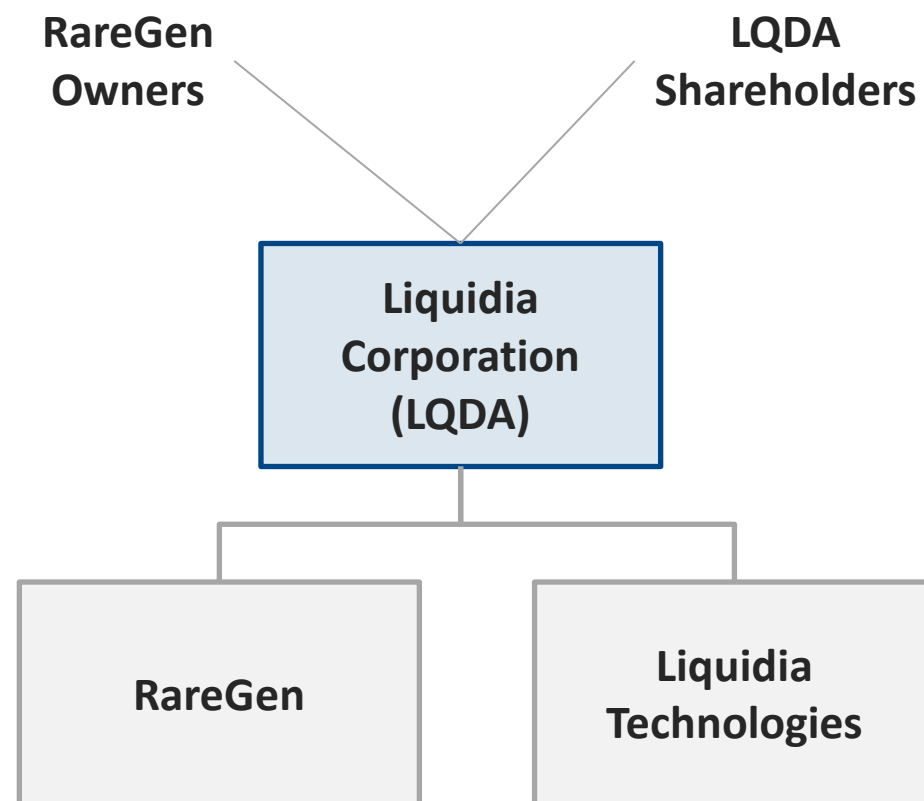 RareGen
Owners
LQDA
Shareholders
Liquidia
Corporation
(LQDA)
RareGen
Liquidia
Technologies